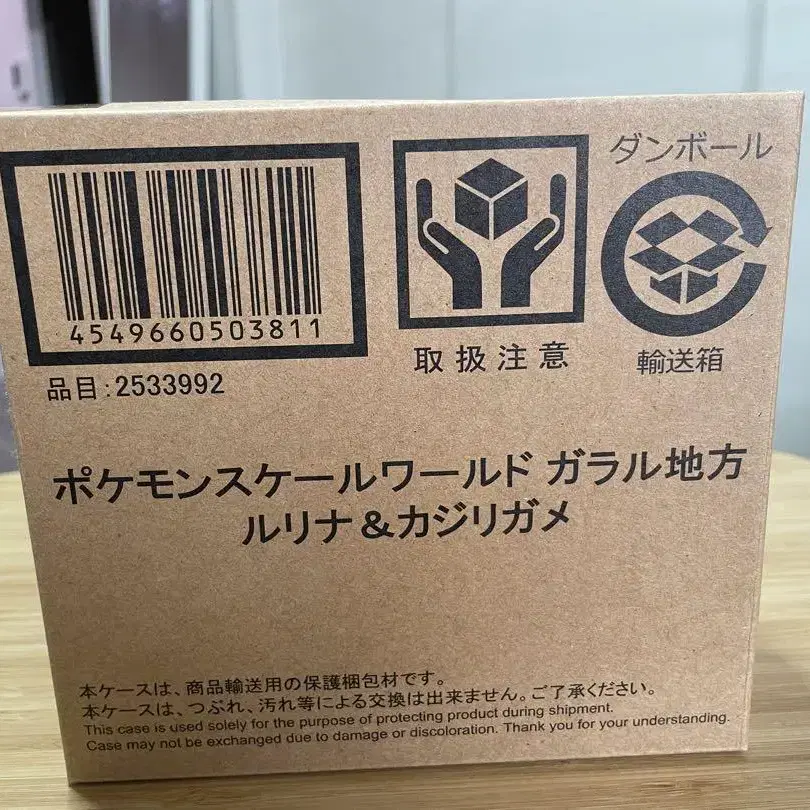 ダンボール
4549660503811
取扱注意
輸送箱
品目:2533992
ポケモンスケールワールド ガラル地方
ルリナ&カジリガメ
本ケースは、商品輸送用の保護梱包材です。
本ケースは、つぶれ、汚れ等による交換は出来ません。ご了承ください。
This case is used solely for the purpose of protecting product during shipment.
Case may not be exchanged due to damage or discoloration. Thank you for your understanding.